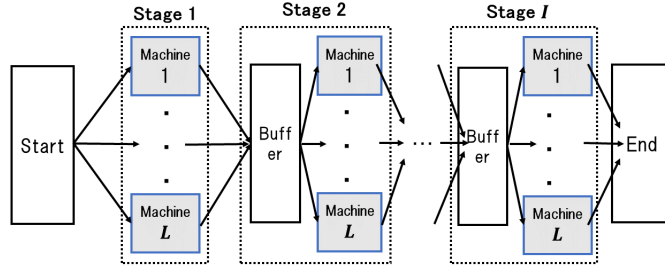 Stage 1
Stage 2
Stage I
Start
Machine
1
Machine
L
Buff
er
Machine
1
Machine
L
...
Buff
er
Machine
1
Machine
L
End